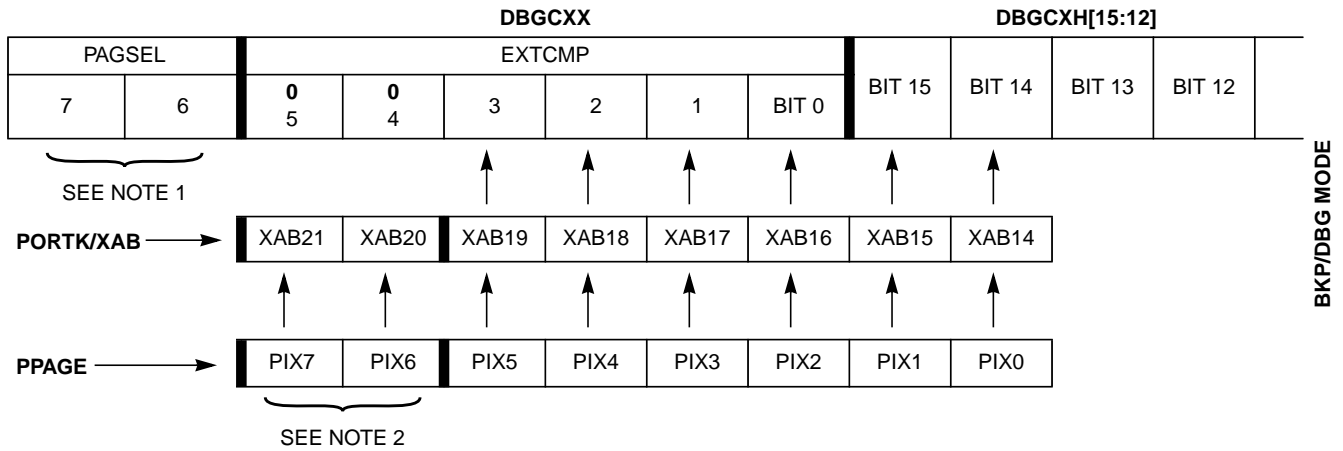 DBGCXX DBGCXH[15:12]
PAGSEL EXTCMP
7 6 0 5 0 4 3 2 1 BIT 0 BIT 15 BIT 14 BIT 13 BIT 12
SEE NOTE 1
PORTK/XAB XAB21 XAB20 XAB19 XAB18 XAB17 XAB16 XAB15 XAB14
PPAGE PIX7 PIX6 PIX5 PIX4 PIX3 PIX2 PIX1 PIX0
SEE NOTE 2
BKP/DBG MODE